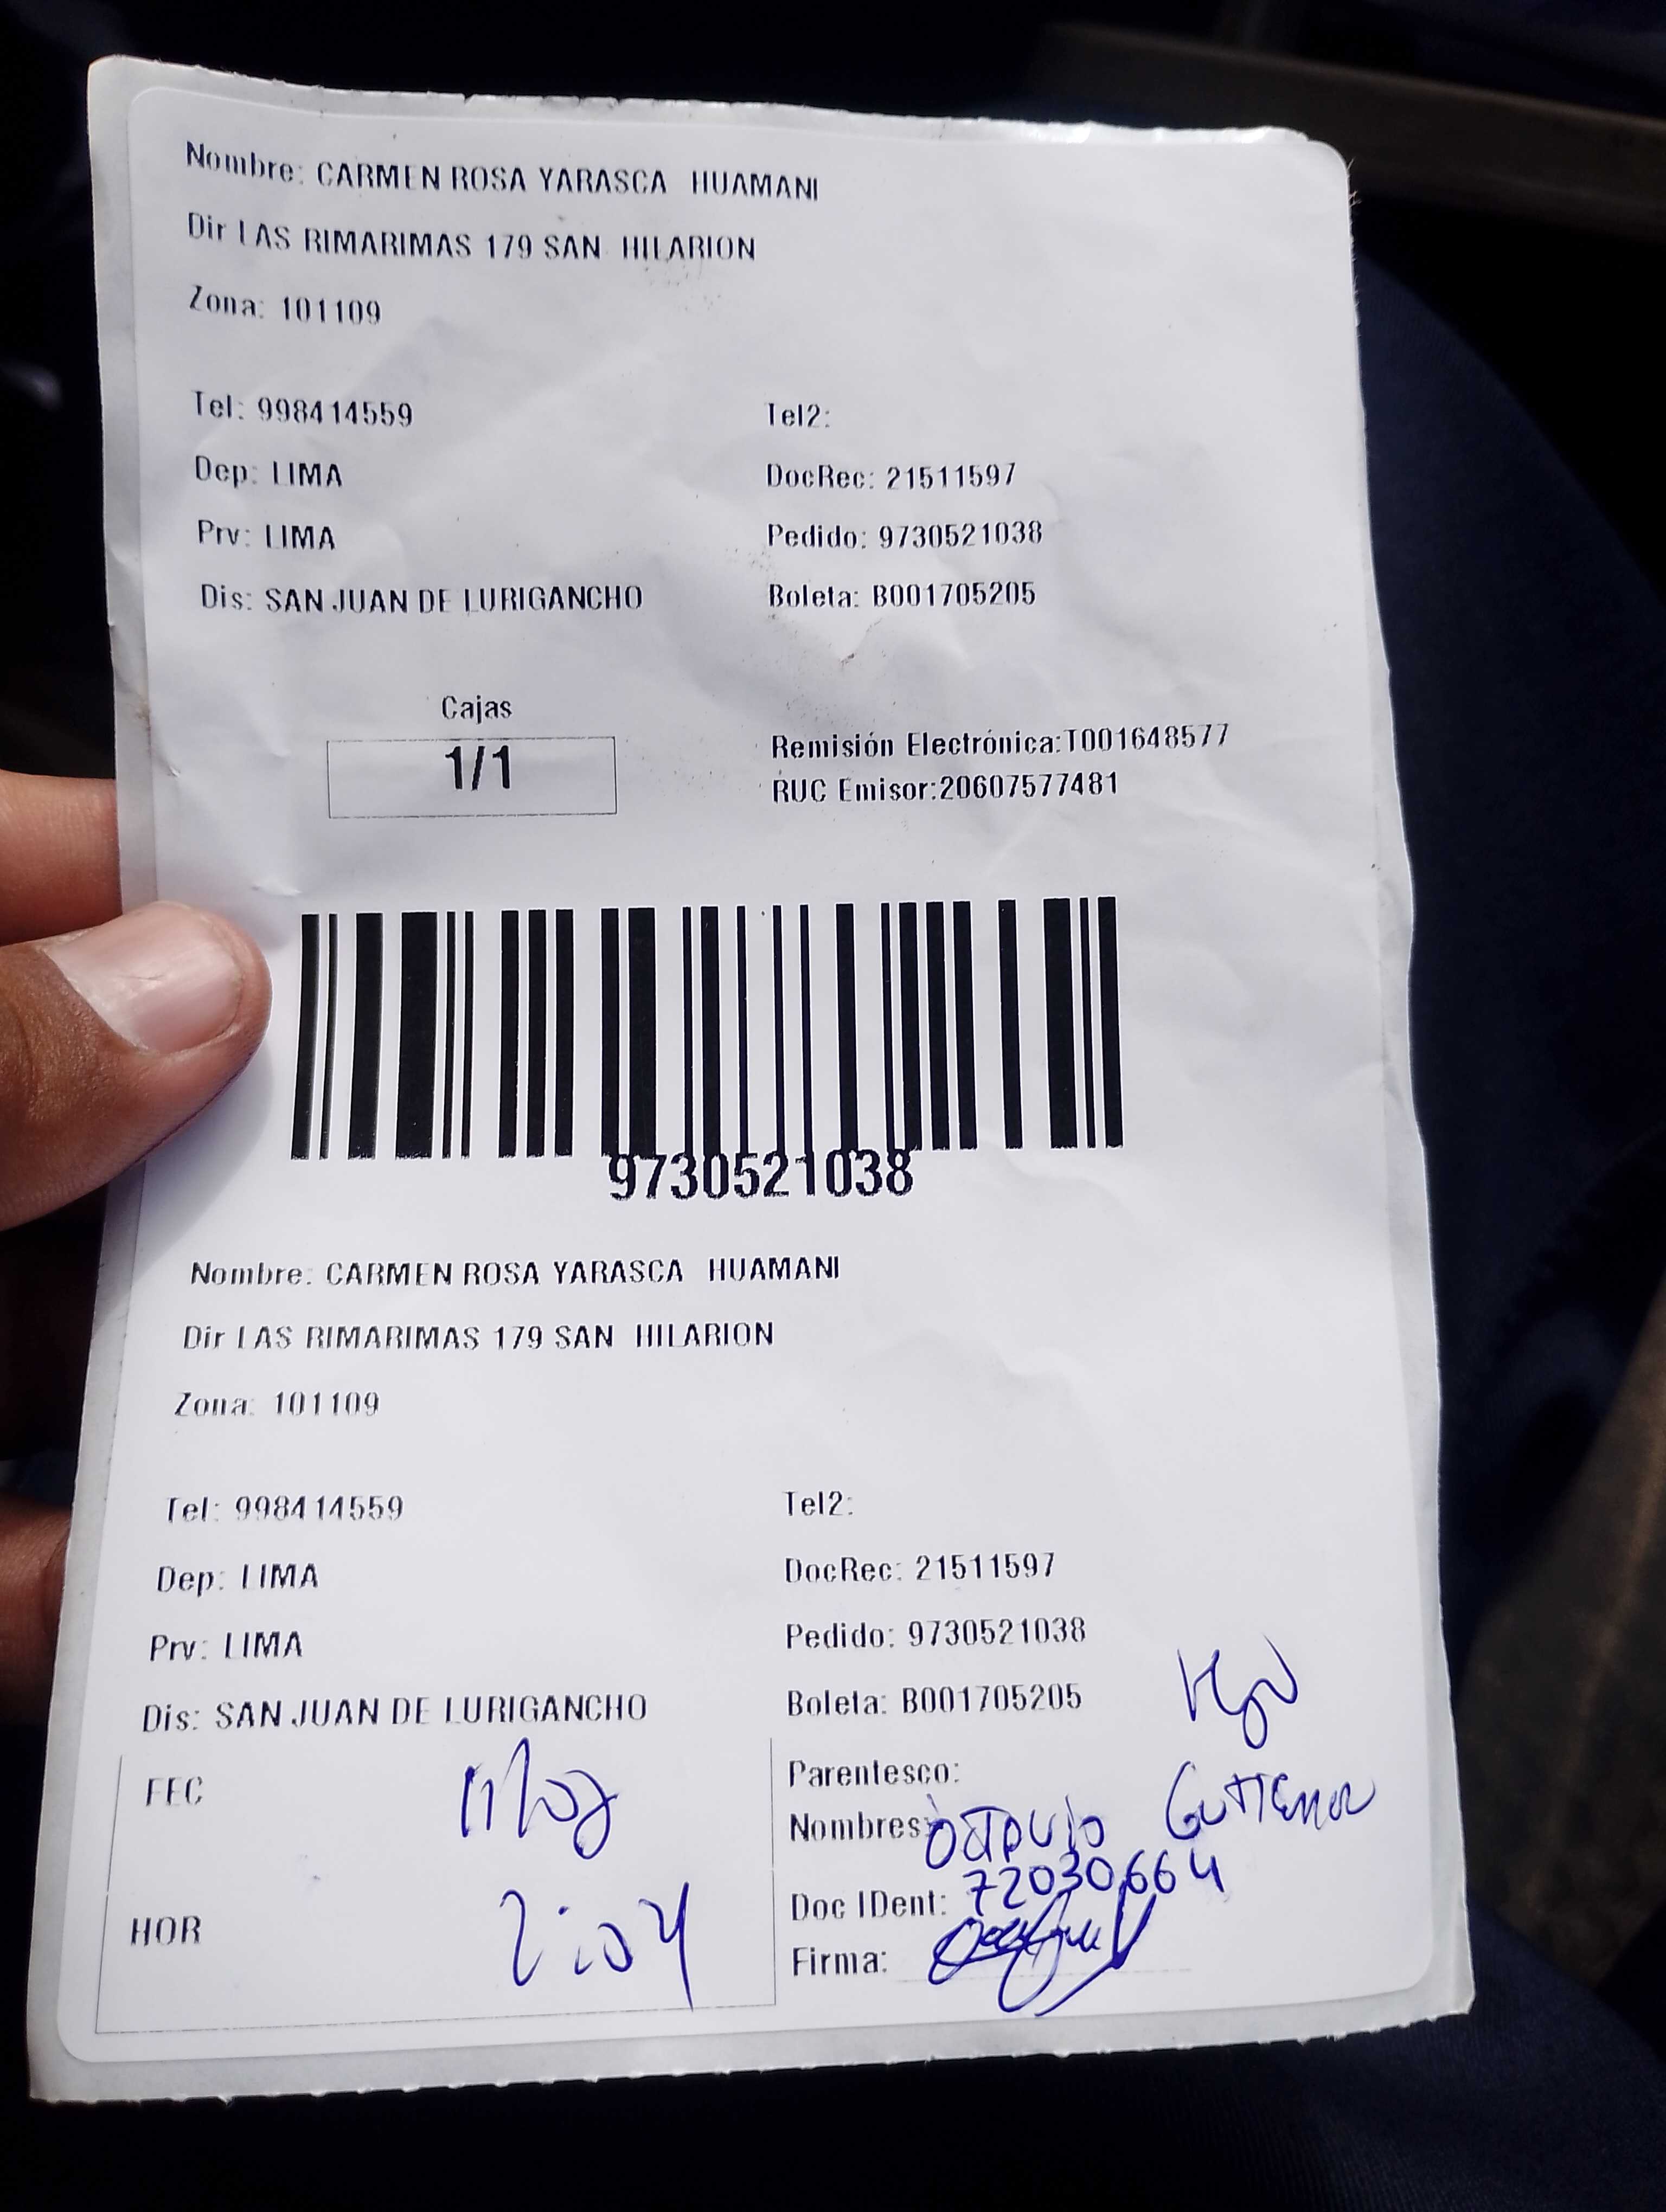 Nombre: CARMEN ROSA YARASCA HUAMANI
Dir LAS RIMARIMAS 179 SAN HILARION
Zona: 101109
Tel: 998414559 Tel2:
Dep: LIMA DocRec: 21511597
Prv: LIMA Pedido: 9730521038
Dis: SAN JUAN DE LURIGANCHO Boleta: B001705205
Cajas
1/1
Remisión Electrónica:T001648577
RUC Emisor:20607577481
9730521038
Nombre: CARMEN ROSA YARASCA HUAMANI
Dir LAS RIMARIMAS 179 SAN HILARION
Zona: 101109
Tel: 998414559 Tel2:
Dep: LIMA DocRec: 21511597
Prv: LIMA Pedido: 9730521038
Dis: SAN JUAN DE LURIGANCHO Boleta: B001705205
FEC
Parentesco:
Nombres: Octavio
Doc IDent: 72030664
HOR
Firma: